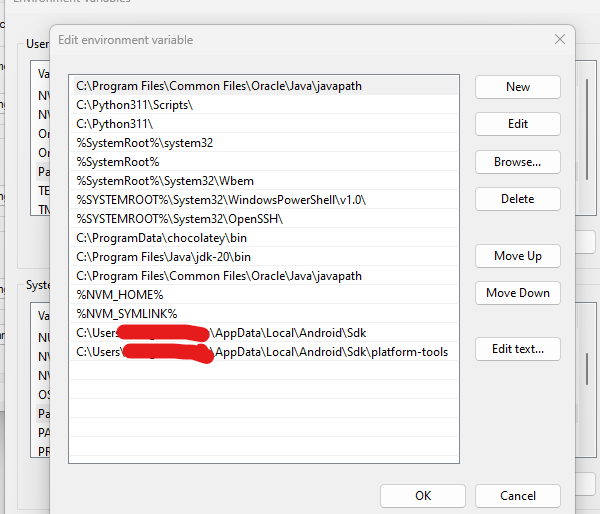 Environment Variables
Edit environment variable
User
Va
NV
NV
On
On
Pa
TE
TM
C:\Program Files\Common Files\Oracle\Java\javapath
C:\Python311\Scripts\
C:\Python311\
%SystemRoot%\system32
%SystemRoot%
%SystemRoot%\System32\Wbem
%SYSTEMROOT%\System32\WindowsPowerShell\v1.0\
%SYSTEMROOT%\System32\OpenSSH\
C:\ProgramData\chocolatey\bin
C:\Program Files\Java\jdk-20\bin
C:\Program Files\Common Files\Oracle\Java\javapath
%NVM_HOME%
%NVM_SYMLINK%
C:\Users\ \AppData\Local\Android\Sdk
C:\Users\ \AppData\Local\Android\Sdk\platform-tools
New
Edit
Browse...
Delete
Move Up
Move Down
Edit text...
Syste
Va
NU
NV
NV
OS
Pa
PA
PR
OK
Cancel